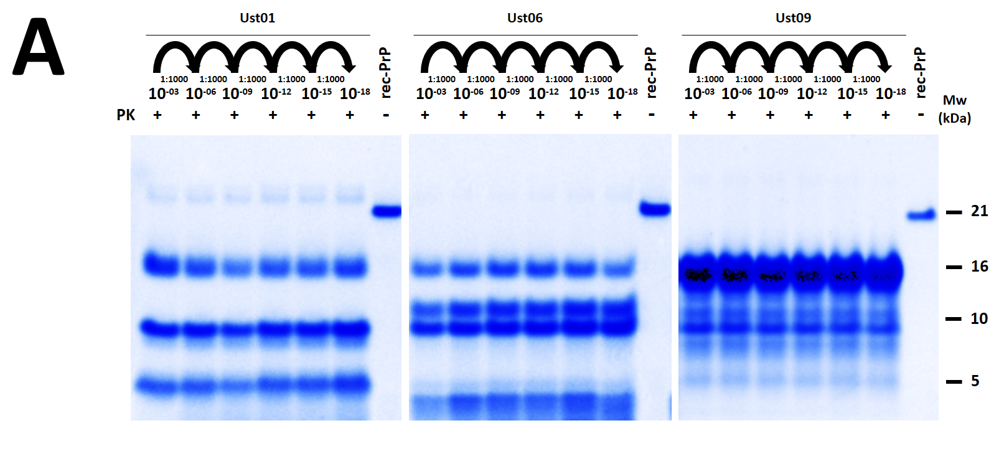 A
Ust01 Ust06 Ust09
1:1000 1:1000 1:1000 1:1000 1:1000 rec-PrP 1:1000 1:1000 1:1000 1:1000 1:1000 rec-PrP 1:1000 1:1000 1:1000 1:1000 1:1000 rec-PrP
10-03 10-06 10-09 10-12 10-15 10-18 10-03 10-06 10-09 10-12 10-15 10-18 10-03 10-06 10-09 10-12 10-15 10-18
Mw
PK + + + + + + - + + + + + + - + + + + + + - (kDa)
21
16
10
5